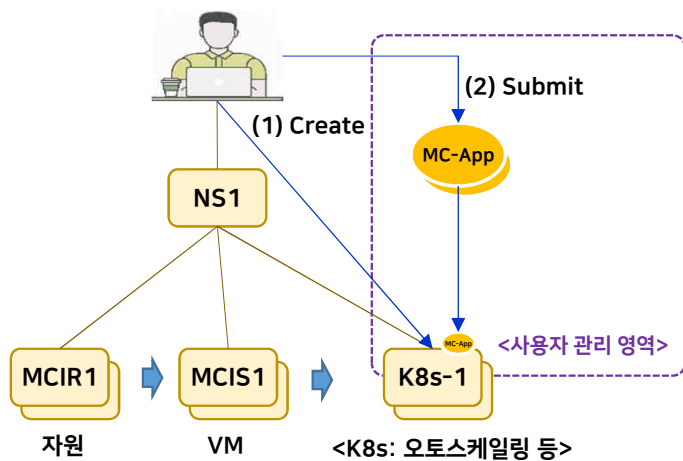 (2) Submit
(1) Create
MC-App
NS1
MC-App
<사용자 관리 영역>
MCIR1
MCIS1
K8s-1
자원
VM
<K8s: 오토스케일링 등>